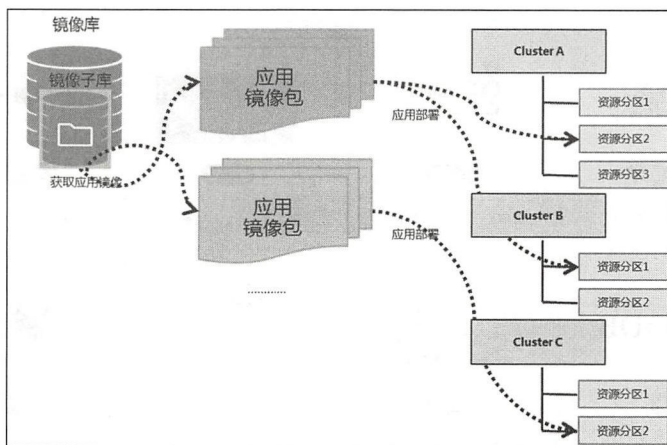 镜像库
镜像子库
获取应用镜像
应用
镜像包
应用部署
应用
镜像包
应用部署
............
Cluster A
资源分区1
资源分区2
资源分区3
Cluster B
资源分区1
资源分区2
Cluster C
资源分区1
资源分区2